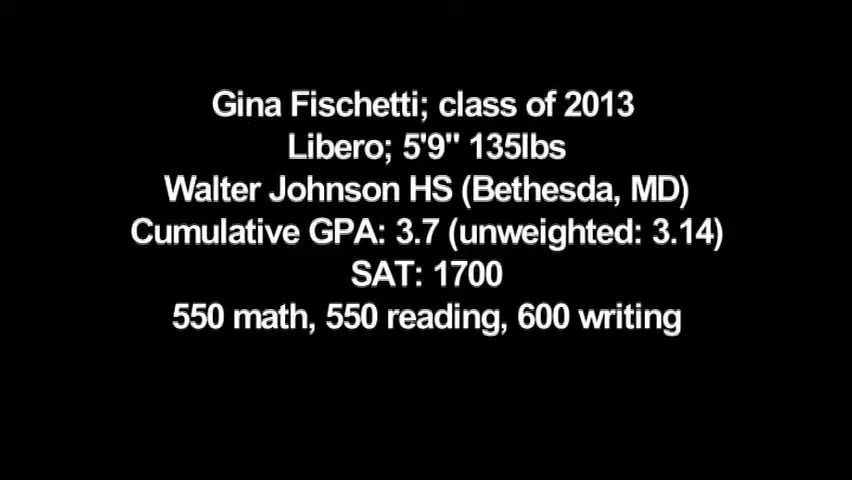 Gina Fischetti; class of 2013
Libero; 5'9" 135lbs
Walter Johnson HS (Bethesda, MD)
Cumulative GPA: 3.7 (unweighted: 3.14)
SAT: 1700
550 math, 550 reading, 600 writing